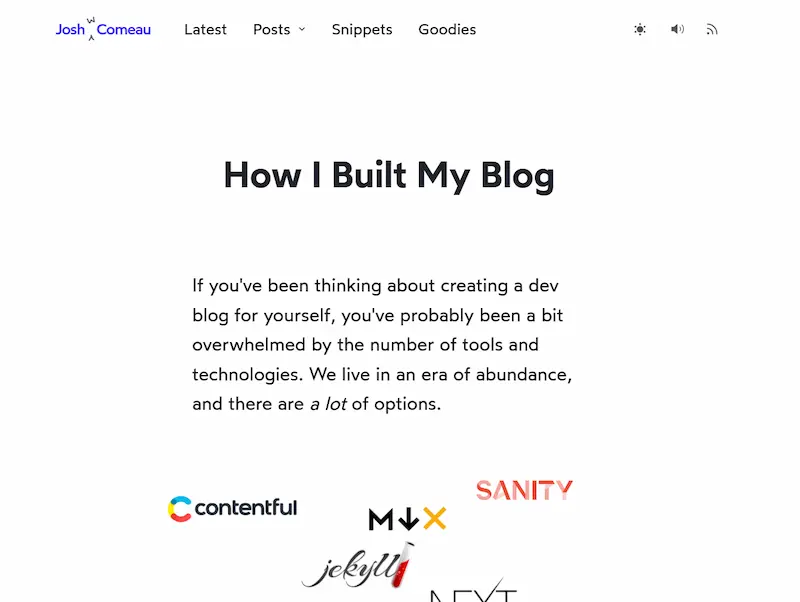 Josh W Comeau Latest Posts Snippets Goodies
How I Built My Blog
If you've been thinking about creating a dev
blog for yourself, you've probably been a bit
overwhelmed by the number of tools and
technologies. We live in an era of abundance,
and there are a lot of options.
SANITY
contentful
M↓X
jekyll
NEXT